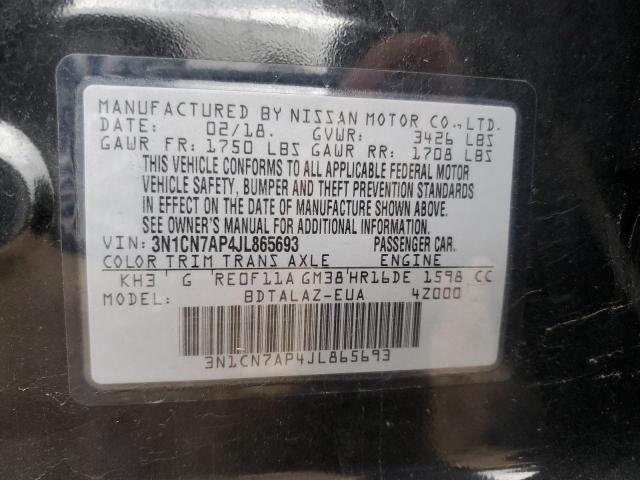 MANUFACTURED BY NISSAN MOTOR CO.,LTD.
DATE: 02/18. GVWR: 3426 LBS
GAWR FR: 1750 LBS GAWR RR: 1708 LBS
THIS VEHICLE CONFORMS TO ALL APPLICABLE FEDERAL MOTOR
VEHICLE SAFETY, BUMPER AND THEFT PREVENTION STANDARDS
IN EFFECT ON THE DATE OF MANUFACTURE SHOWN ABOVE.
SEE OWNER'S MANUAL FOR ADDITIONAL INFORMATION.
VIN: 3N1CN7AP4JL865693 PASSENGER CAR.
COLOR TRIM TRANS AXLE ENGINE
KH3 G RE0F11A GM38 HR16DE 1598 CC
MODEL: BDTALAZ-EUA 4Z000
3N1CN7AP4JL865693